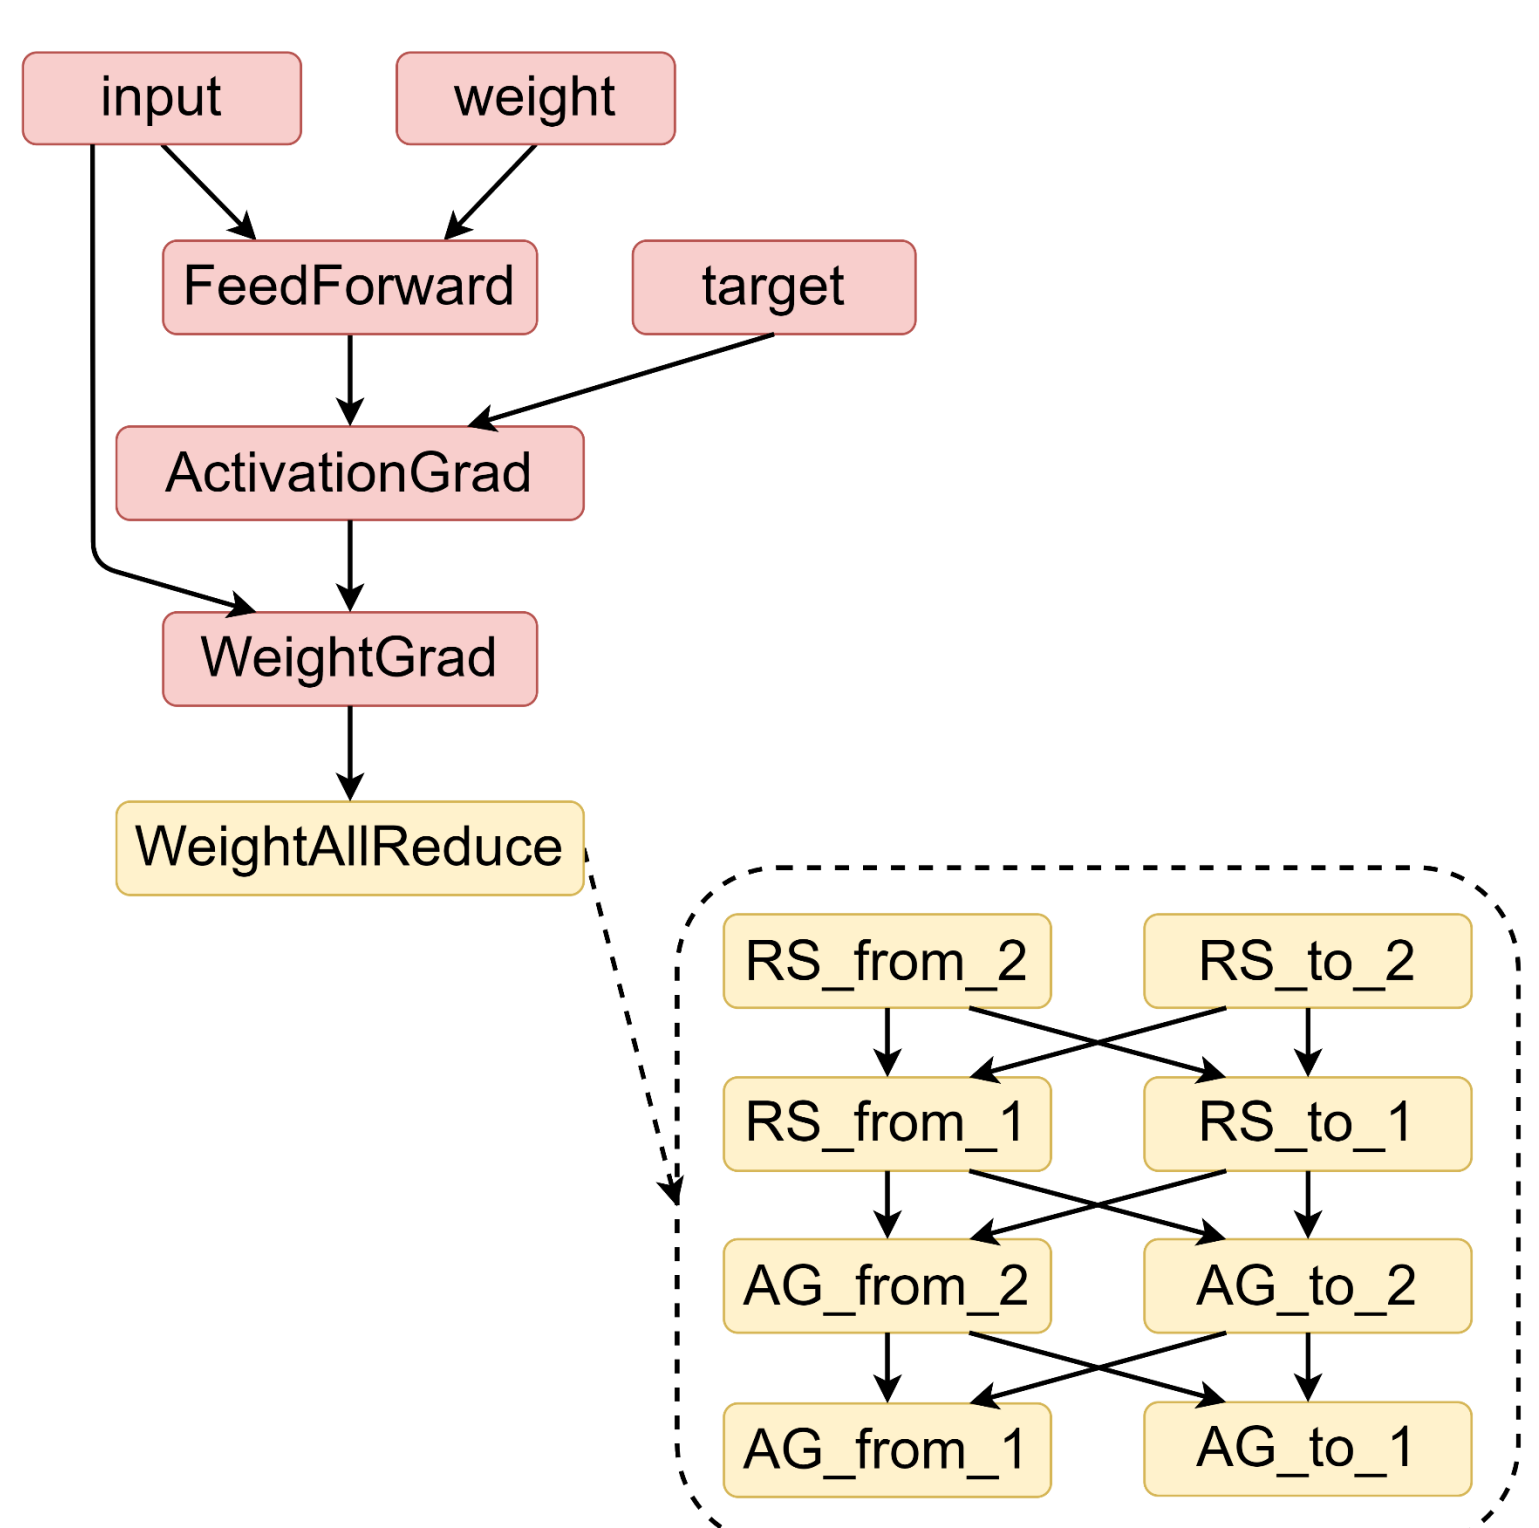 input
weight
FeedForward
target
ActivationGrad
WeightGrad
WeightAllReduce
RS_from_2
RS_to_2
RS_from_1
RS_to_1
AG_from_2
AG_to_2
AG_from_1
AG_to_1